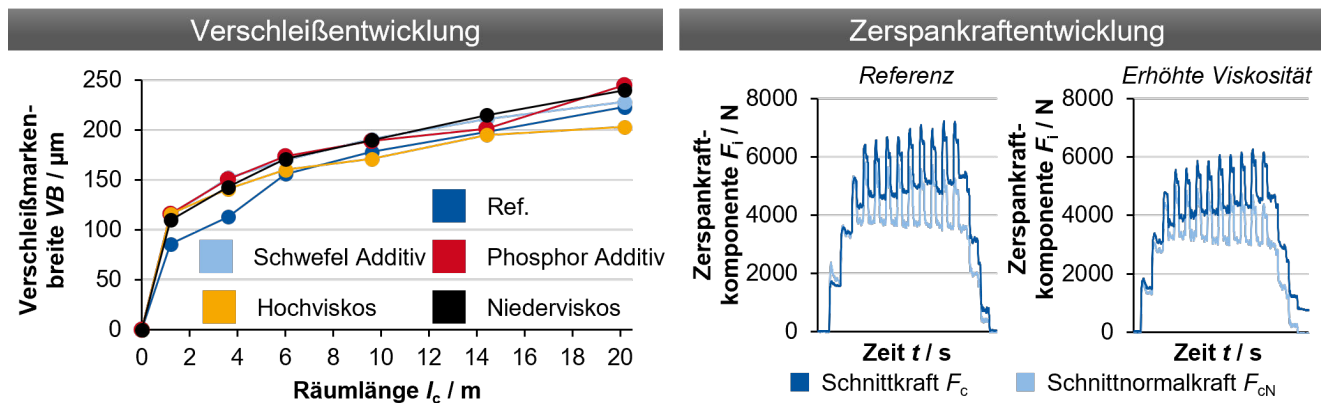 Verschleißentwicklung
Verschleißmarken-
breite VB / µm
250
200
150
100
50
0
0
2
4
6
8
10
12
14
16
18
20
Räumlänge lc / m
Ref.
Schwefel Additiv
Phosphor Additiv
Hochviskos
Niederviskos
Zerspankraftentwicklung
Referenz
Zerspankraft-
komponente Fi / N
8000
6000
4000
2000
0
Zeit t / s
Erhöhte Viskosität
Zerspankraft-
komponente Fi / N
8000
6000
4000
2000
0
Zeit t / s
Schnittkraft Fc
Schnittnormalkraft FcN